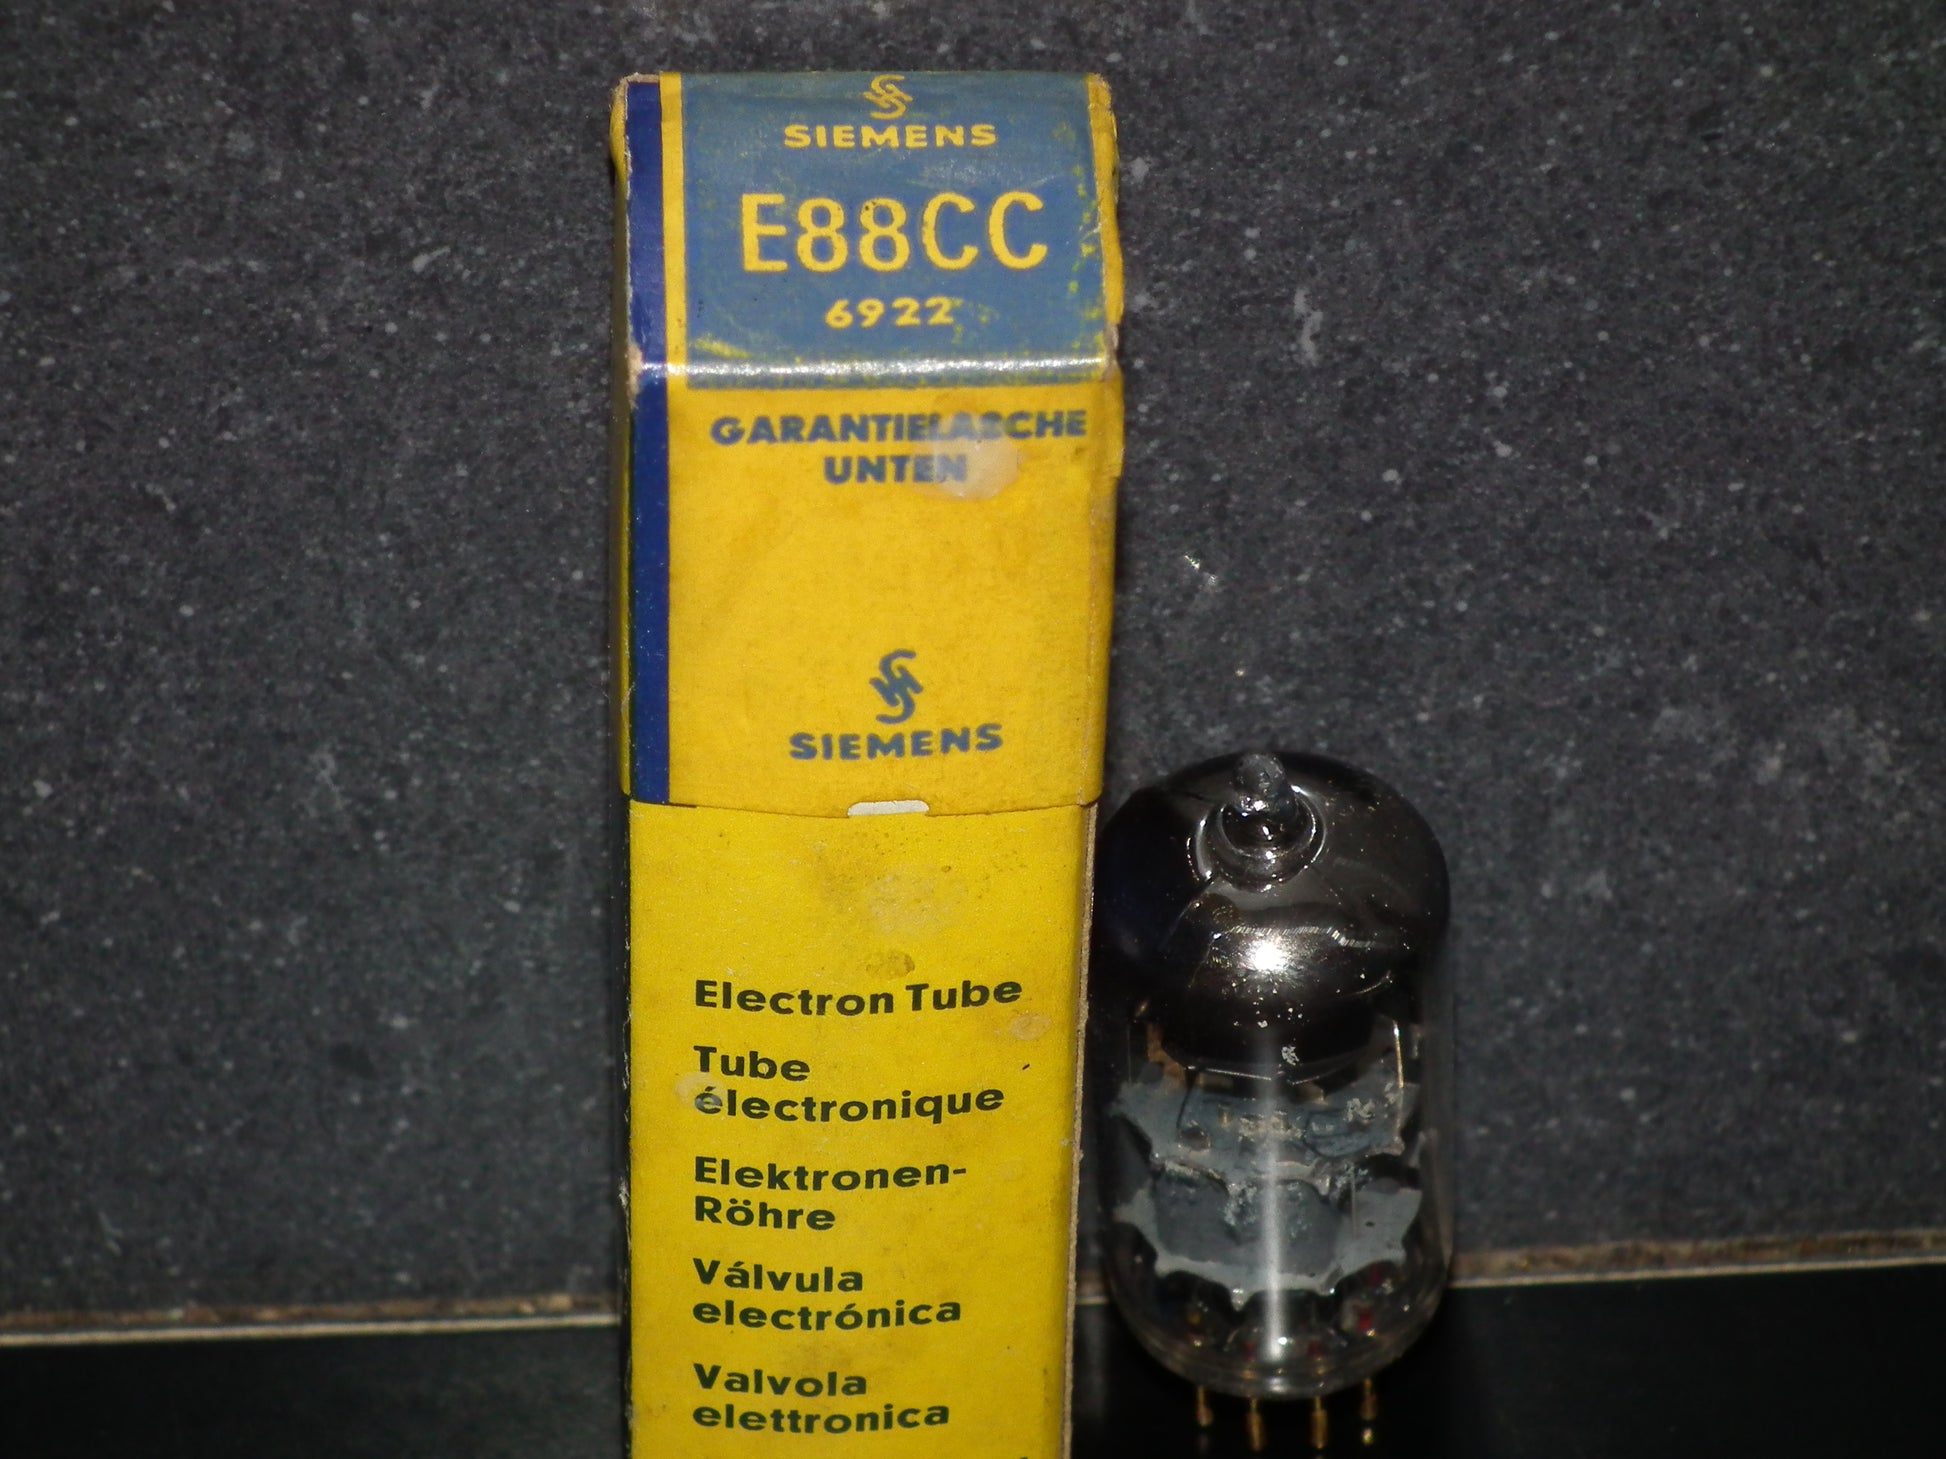 SIEMENS
E88CC
6922
GARANTIELASCHE
UNTEN
SIEMENS
Electron Tube
Tube
électronique
Elektronen-
Röhre
Válvula
electrónica
Valvola
elettronica